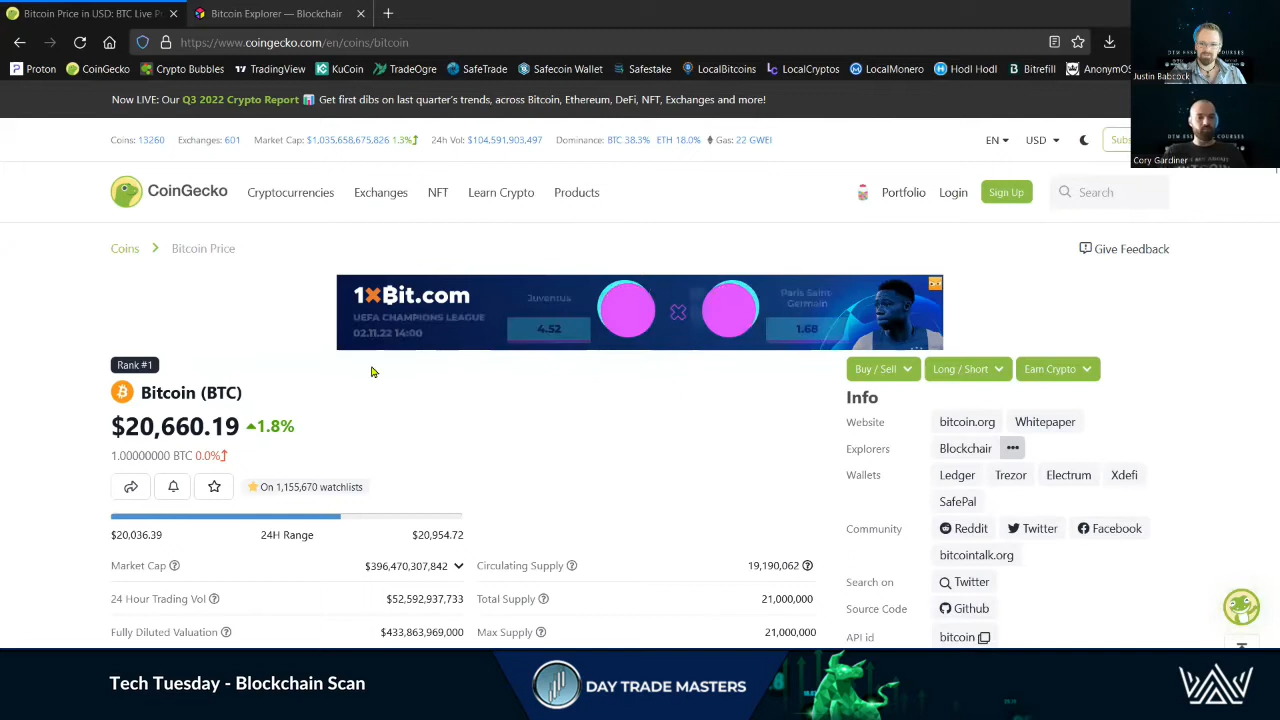 Bitcoin Price in USD: BTC Live P
Bitcoin Explorer — Blockchair
https://www.coingecko.com/en/coins/bitcoin
Proton CoinGecko Crypto Bubbles TradingView KuCoin TradeOgre SafaTrade Safecoin Wallet Safestake LocalBitcoins LocalCryptos LocalMonero Hodl Hodl Bitrefill AnonymOS
Justin Babcock
Cory Gardiner
Now LIVE: Our Q3 2022 Crypto Report Get first dibs on last quarter's trends, across Bitcoin, Ethereum, DeFi, NFT, Exchanges and more!
Coins: 13260 Exchanges: 601 Market Cap: $1,035,658,675,826 1.3% 24h Vol: $104,591,903,497 Dominance: BTC 38.3% ETH 18.0% Gas: 22 GWEI EN USD Subs
CoinGecko Cryptocurrencies Exchanges NFT Learn Crypto Products Portfolio Login Sign Up Search
Coins Bitcoin Price Give Feedback
1XBit.com
UEFA CHAMPIONS LEAGUE
02.11.22 14:00
Juventus
4.52
Paris Saint-
Germain
1.68
Rank #1
Bitcoin (BTC)
$20,660.19 1.8%
1.00000000 BTC 0.0%
On 1,155,670 watchlists
$20,036.39 24H Range $20,954.72
Market Cap $396,470,307,842
24 Hour Trading Vol $52,592,937,733
Fully Diluted Valuation $433,863,969,000
Circulating Supply 19,190,062
Total Supply 21,000,000
Max Supply 21,000,000
Buy / Sell Long / Short Earn Crypto
Info
Website bitcoin.org Whitepaper
Explorers Blockchair •••
Wallets Ledger Trezor Electrum Xdefi
SafePal
Community Reddit Twitter Facebook
bitcointalk.org
Search on Twitter
Source Code Github
API id bitcoin
Tech Tuesday - Blockchain Scan
DAY TRADE MASTERS